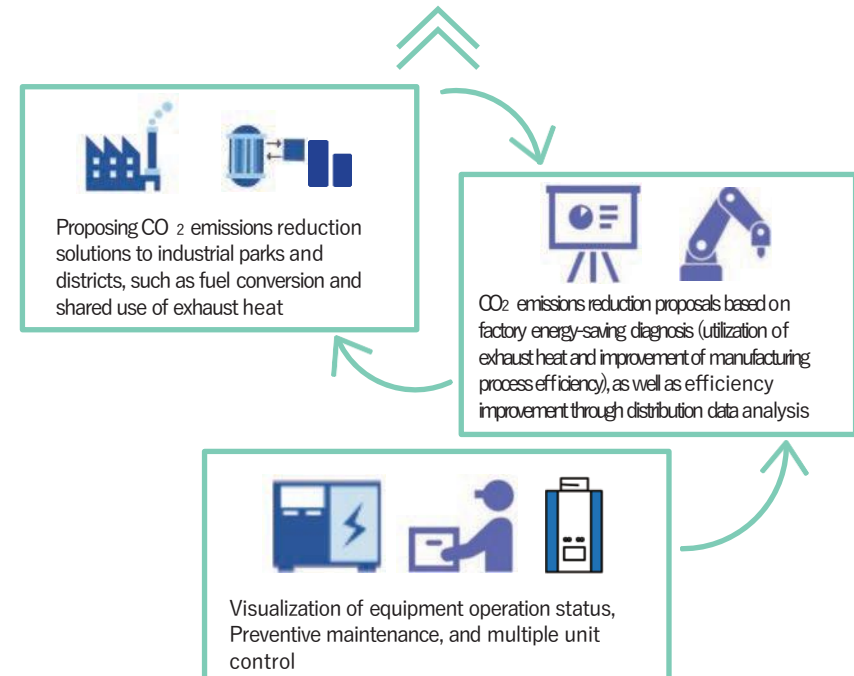 Proposing CO 2 emissions reduction
solutions to industrial parks and
districts, such as fuel conversion and
shared use of exhaust heat
CO2 emissions reduction proposals based on
factory energy-saving diagnosis (utilization of
exhaust heat and improvement of manufacturing
process efficiency), as well as efficiency
improvement through distribution data analysis
Visualization of equipment operation status,
Preventive maintenance, and multiple unit
control